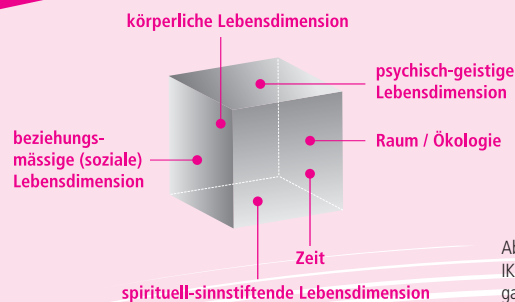 körperliche Lebensdimension
psychisch-geistige
Lebensdimension
beziehungs-
mässige (soziale)
Lebensdimension
Raum / Ökologie
Zeit
spirituell-sinnstiftende Lebensdimension